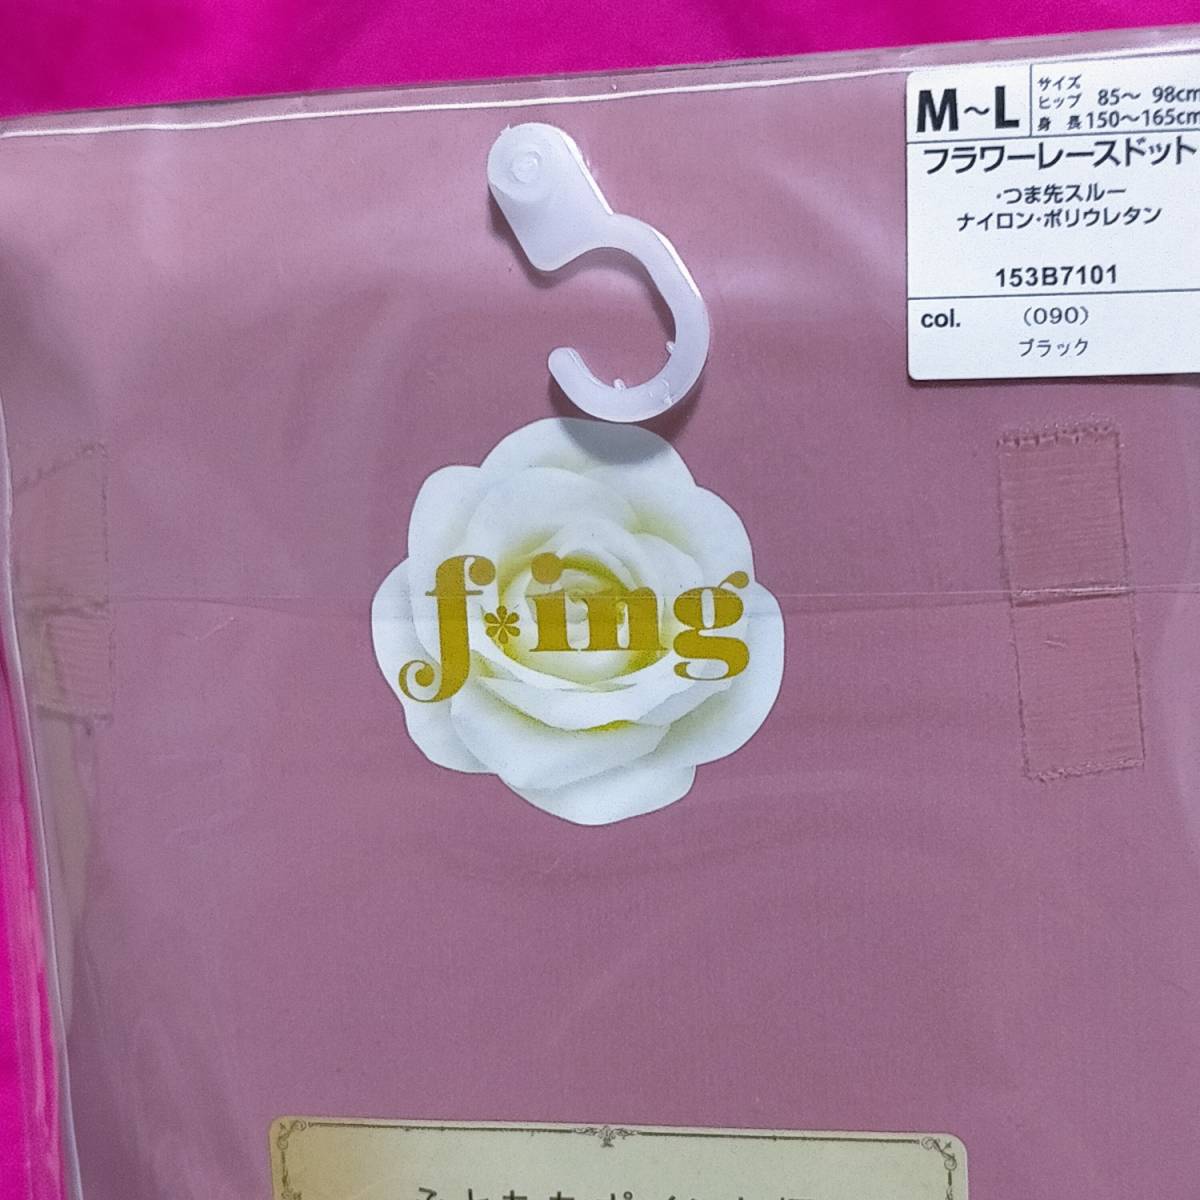 M~L
サイズ
ヒップ 85〜 98cm
身 長 150〜165cm
フラワーレースドット
・つま先スルー
ナイロン・ポリウレタン
153B7101
col. (090)
ブラック
f*ing